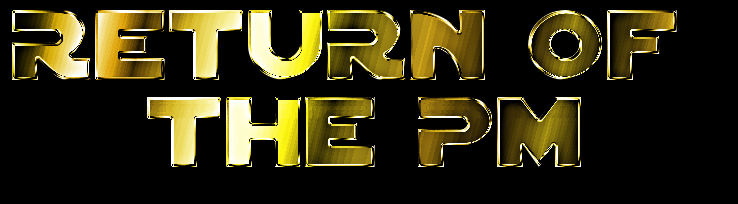 RETURN OF
THE PM